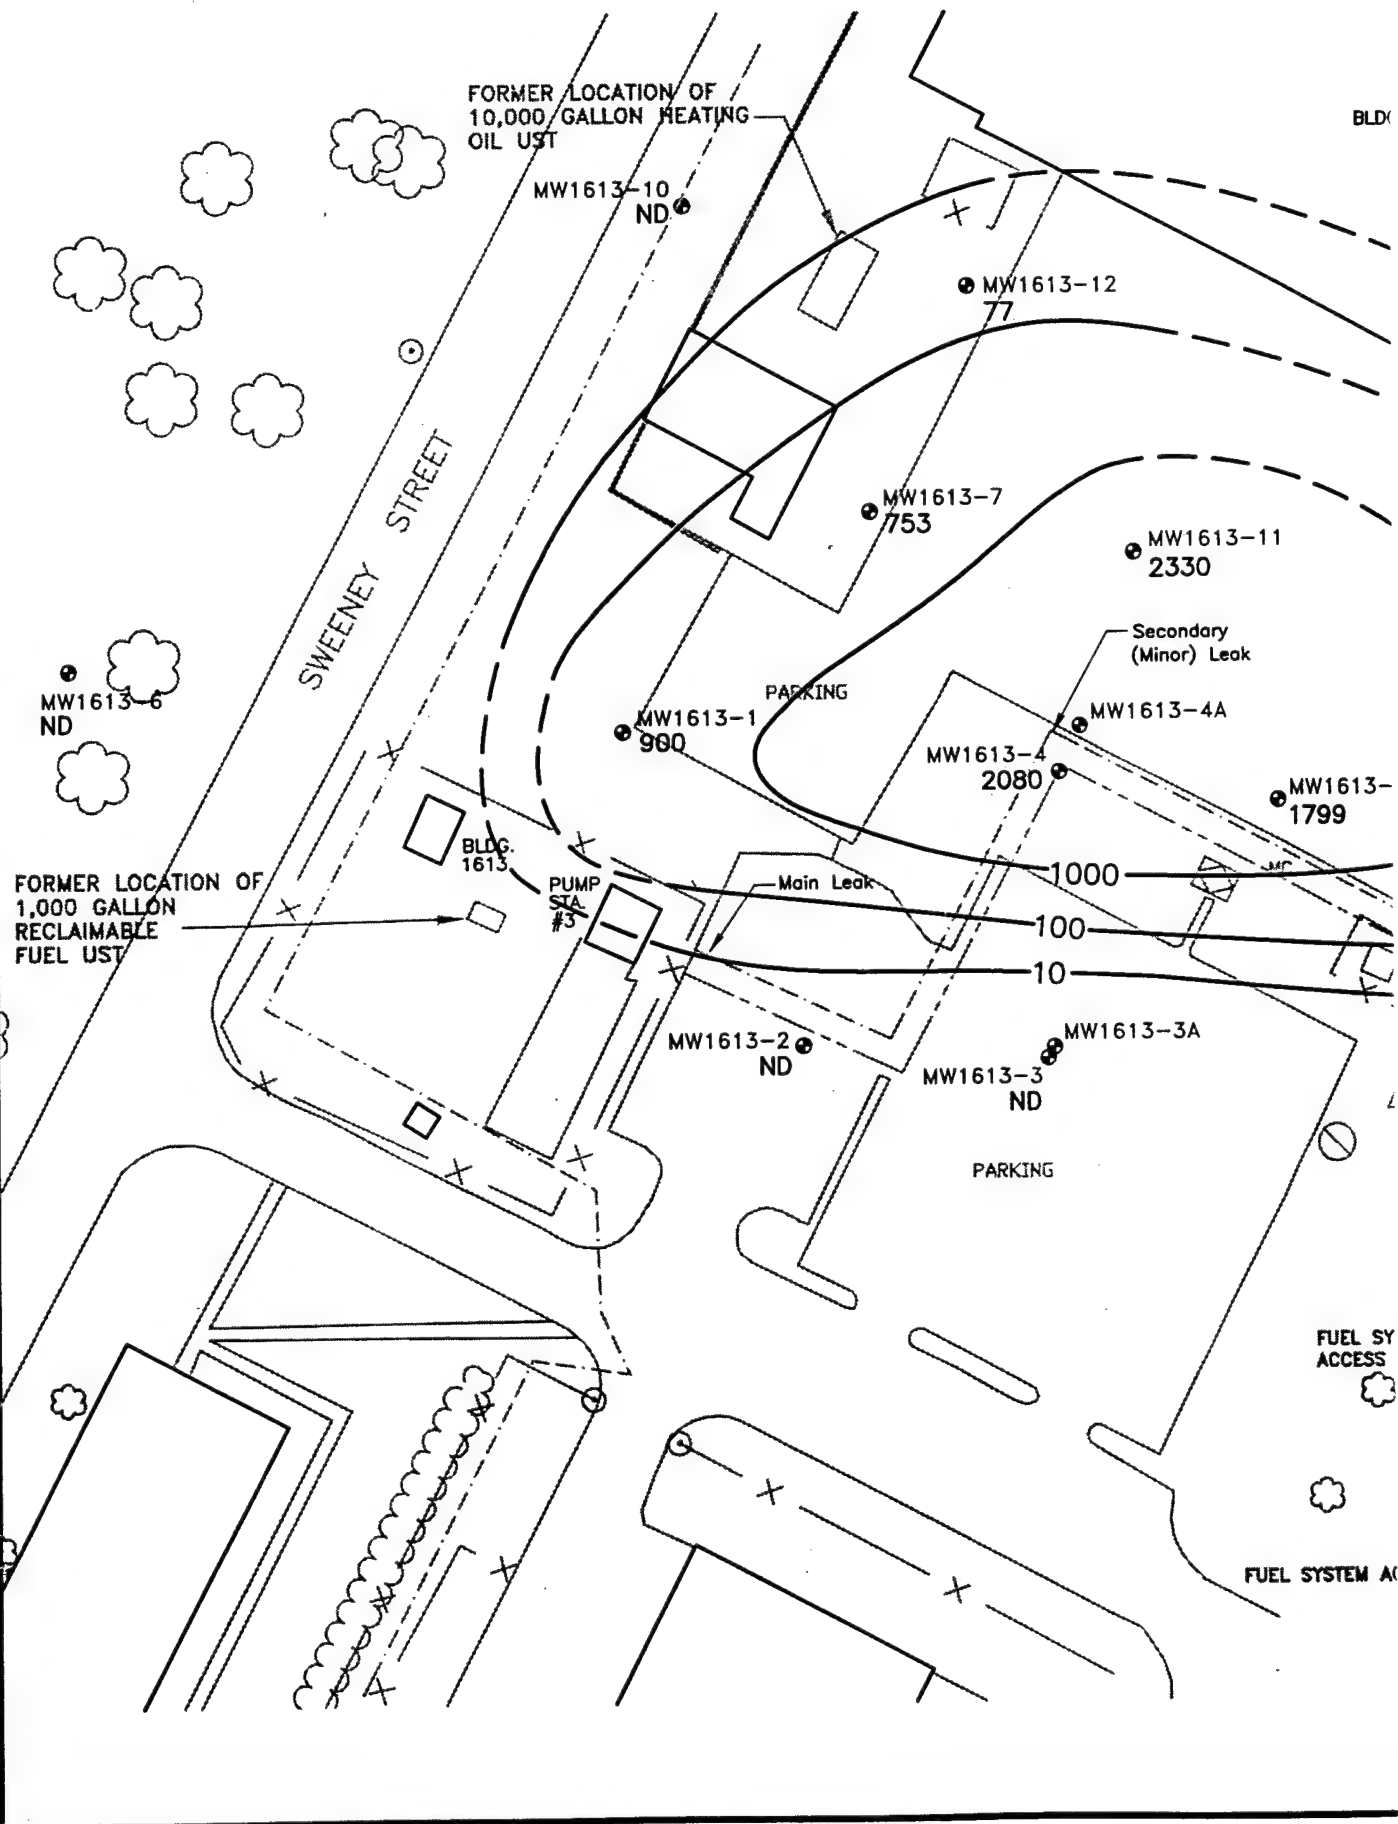 FORMER LOCATION OF
10,000 GALLON HEATING
OIL UST
MW1613-10
ND
MW1613-12
77
MW1613-7
753
MW1613-11
2330
SWEENEY STREET
Secondary
(Minor) Leak
MW1613-6
ND
PARKING
MW1613-1
900
MW1613-4A
MW1613-4
2080
MW1613-
1799
BLDG.
1613
FORMER LOCATION OF
1,000 GALLON
RECLAIMABLE
FUEL UST
PUMP
STA.
#3
Main Leak
1000
100
10
MW1613-2
ND
MW1613-3A
MW1613-3
ND
PARKING
FUEL SY
ACCESS
FUEL SYSTEM